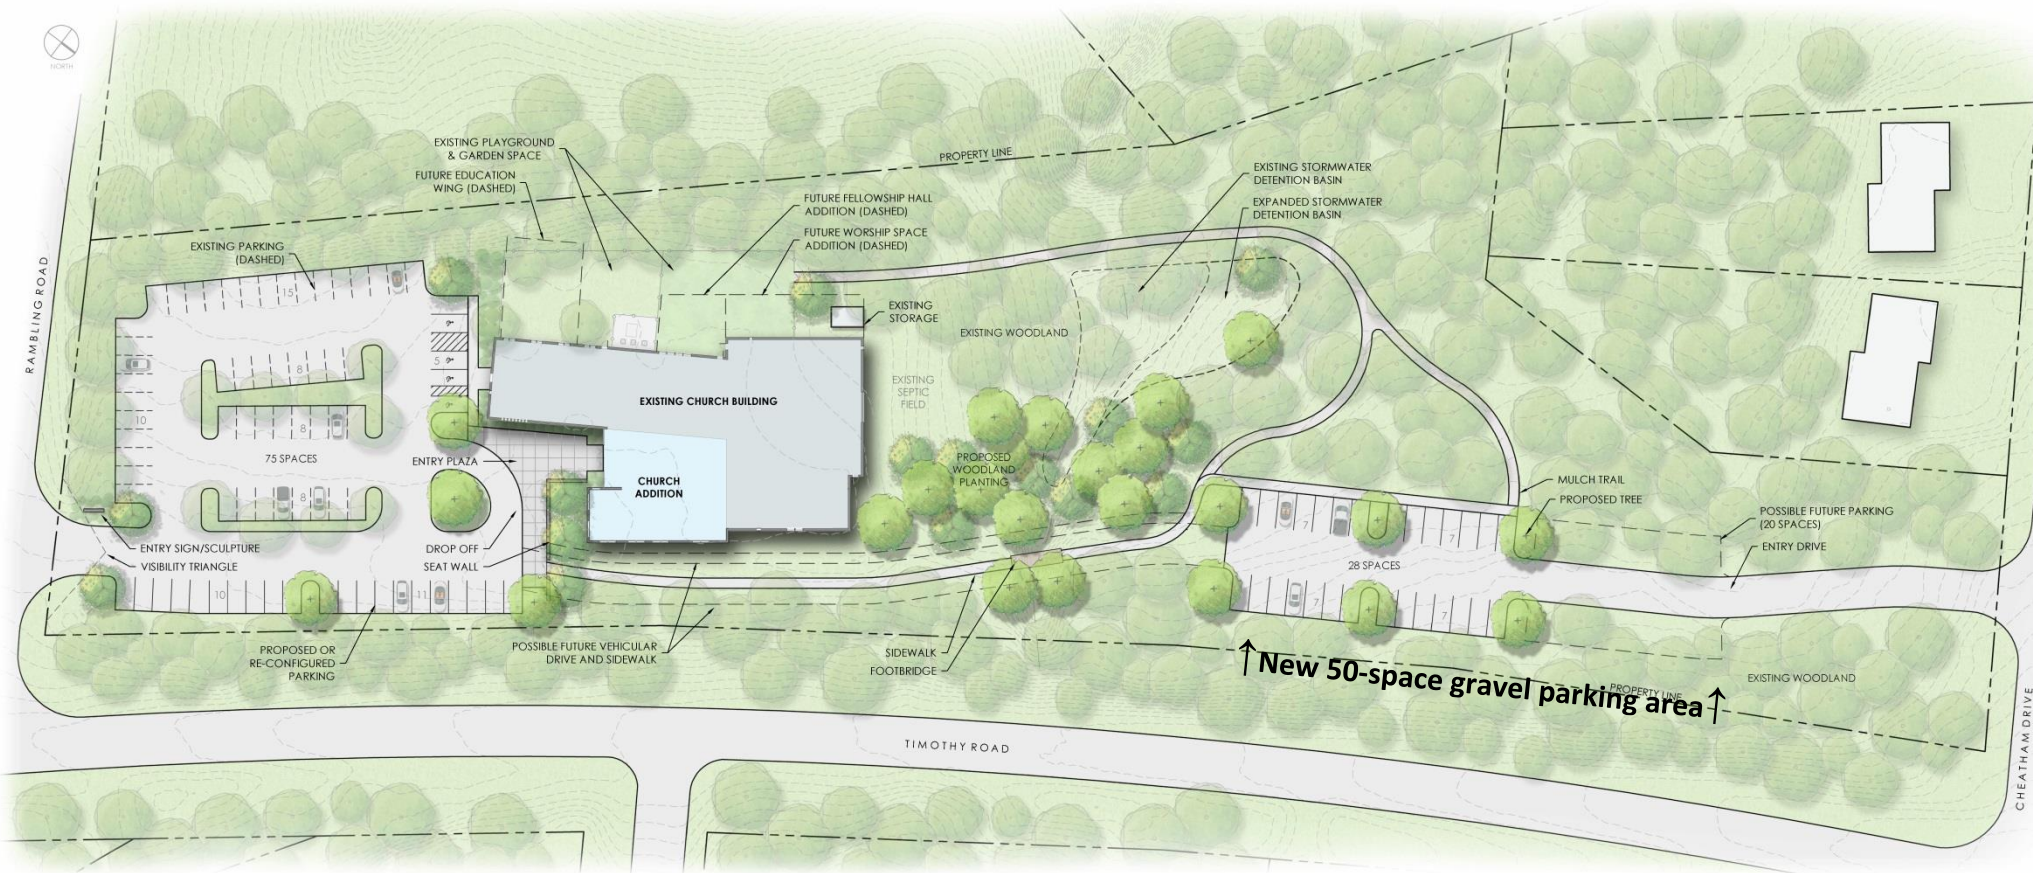 NORTH
EXISTING PLAYGROUND
& GARDEN SPACE
FUTURE EDUCATION
WING (DASHED)
PROPERTY LINE
EXISTING STORMWATER
DETENTION BASIN
EXPANDED STORMWATER
DETENTION BASIN
FUTURE FELLOWSHIP HALL
ADDITION (DASHED)
FUTURE WORSHIP SPACE
ADDITION (DASHED)
EXISTING PARKING
(DASHED)
RAMBLING ROAD
15
EXISTING
STORAGE
EXISTING WOODLAND
5
8
EXISTING
SEPTIC
FIELD
EXISTING CHURCH BUILDING
10
8
75 SPACES
ENTRY PLAZA
PROPOSED
WOODLAND
PLANTING
CHURCH
ADDITION
8
MULCH TRAIL
PROPOSED TREE
POSSIBLE FUTURE PARKING
(20 SPACES)
7
7
ENTRY SIGN/SCULPTURE
DROP OFF
ENTRY DRIVE
VISIBILITY TRIANGLE
SEAT WALL
28 SPACES
10
11
7
7
PROPOSED OR
RE-CONFIGURED
PARKING
POSSIBLE FUTURE VEHICULAR
DRIVE AND SIDEWALK
SIDEWALK
FOOTBRIDGE
↑New 50-space gravel parking area↑
PROPERTY LINE
EXISTING WOODLAND
TIMOTHY ROAD
CHEATHAM DRIVE